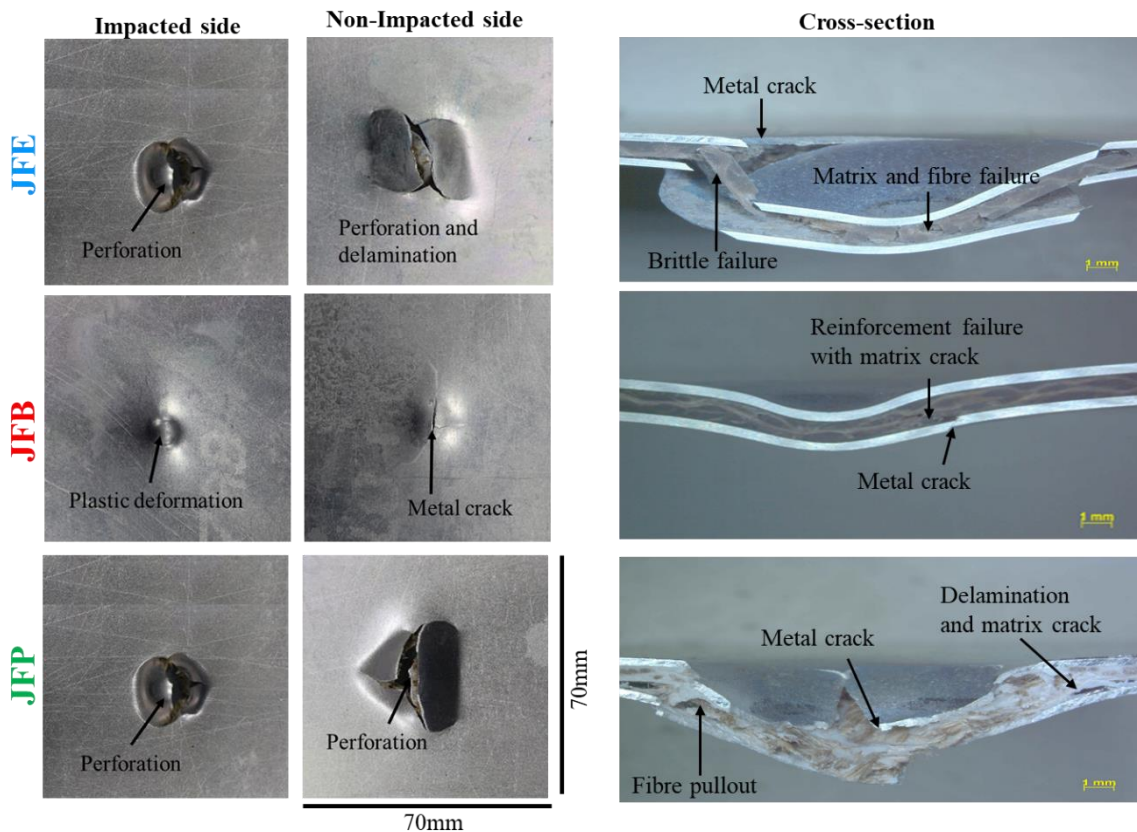 Impacted side
Non-Impacted side
Cross-section
JFE
Perforation
Perforation and
delamination
Metal crack
Matrix and fibre failure
Brittle failure
1 mm
JFB
Plastic deformation
Metal crack
Reinforcement failure
with matrix crack
Metal crack
1 mm
JFP
Perforation
Perforation
Delamination
and matrix crack
Metal crack
Fibre pullout
1 mm
70mm
70mm